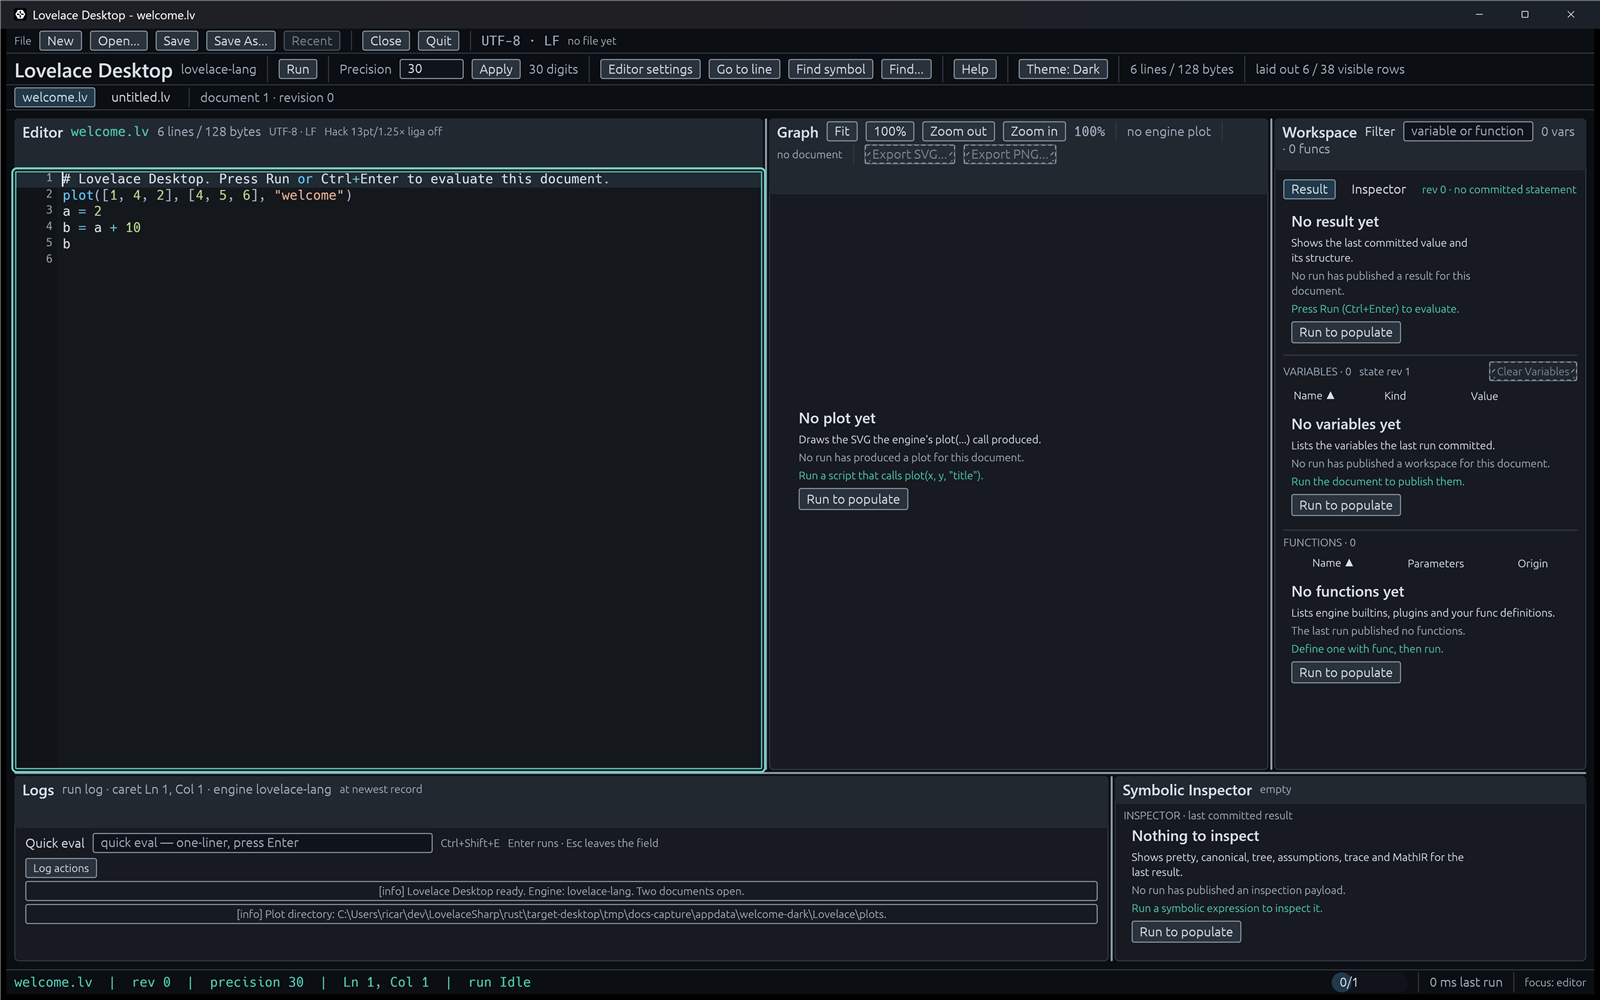 Lovelace Desktop - welcome.lv
File New Open... Save Save As... Recent Close Quit UTF-8 · LF no file yet
Lovelace Desktop lovelace-lang Run Precision 30 Apply 30 digits Editor settings Go to line Find symbol Find... Help Theme: Dark 6 lines / 128 bytes laid out 6 / 38 visible rows
welcome.lv untitled.lv document 1 · revision 0
Editor welcome.lv 6 lines / 128 bytes UTF-8 · LF Hack 13pt/1.25× liga off
1 # Lovelace Desktop. Press Run or Ctrl+Enter to evaluate this document.
2 plot([1, 4, 2], [4, 5, 6], "welcome")
3 a = 2
4 b = a + 10
5 b
6
Graph Fit 100% Zoom out Zoom in 100% no engine plot
no document Export SVG... Export PNG...
No plot yet
Draws the SVG the engine's plot(...) call produced.
No run has produced a plot for this document.
Run a script that calls plot(x, y, "title").
Run to populate
Workspace Filter variable or function 0 vars
· 0 funcs
Result Inspector rev 0 · no committed statement
No result yet
Shows the last committed value and
its structure.
No run has published a result for this
document.
Press Run (Ctrl+Enter) to evaluate.
Run to populate
VARIABLES · 0 state rev 1 Clear Variables
Name ▲ Kind Value
No variables yet
Lists the variables the last run committed.
No run has published a workspace for this document.
Run the document to publish them.
Run to populate
FUNCTIONS · 0
Name ▲ Parameters Origin
No functions yet
Lists engine builtins, plugins and your func definitions.
The last run published no functions.
Define one with func, then run.
Run to populate
Logs run log · caret Ln 1, Col 1 · engine lovelace-lang at newest record
Quick eval quick eval — one-liner, press Enter Ctrl+Shift+E Enter runs · Esc leaves the field
Log actions
[info] Lovelace Desktop ready. Engine: lovelace-lang. Two documents open.
[info] Plot directory: C:\Users\ricar\dev\LovelaceSharp\rust\target-desktop\tmp\docs-capture\appdata\welcome-dark\Lovelace\plots.
Symbolic Inspector empty
INSPECTOR · last committed result
Nothing to inspect
Shows pretty, canonical, tree, assumptions, trace and MathIR for the
last result.
No run has published an inspection payload.
Run a symbolic expression to inspect it.
Run to populate
welcome.lv | rev 0 | precision 30 | Ln 1, Col 1 | run Idle 0/1 0 ms last run focus: editor